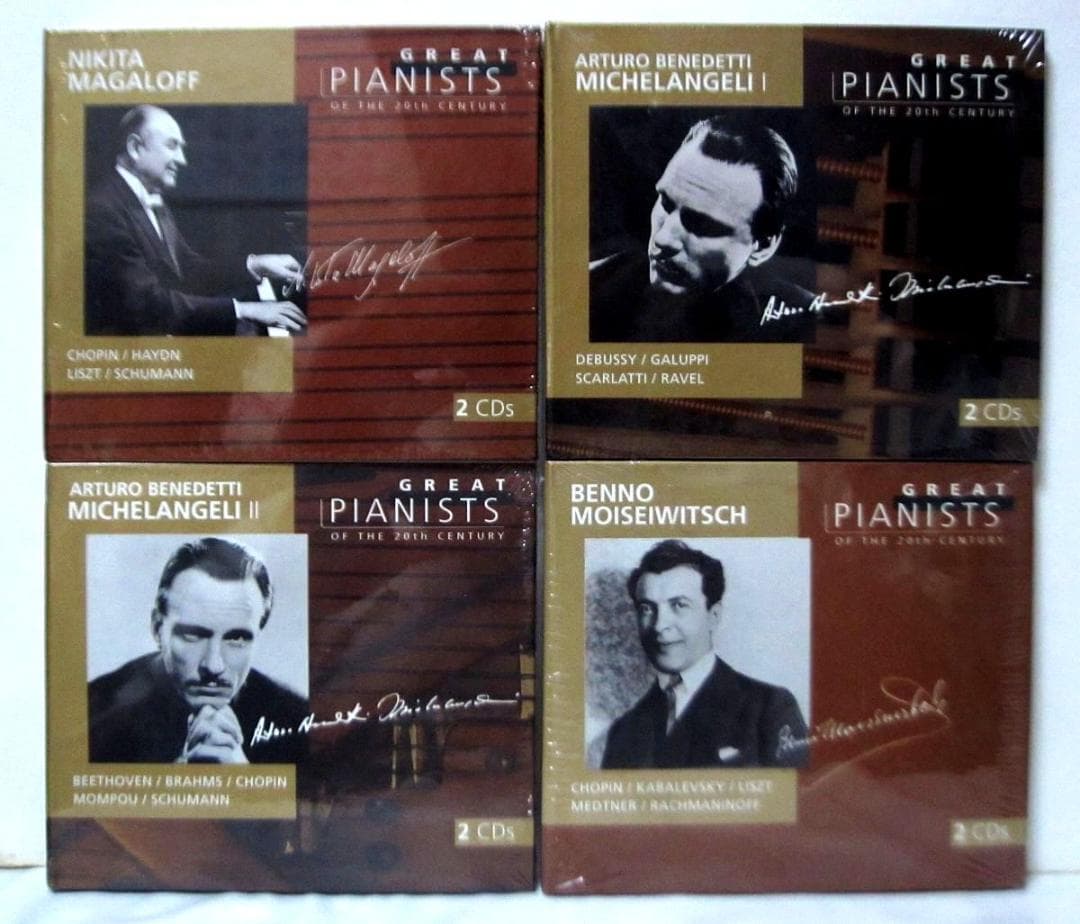 NIKITA
MAGALOFF
GREAT
PIANISTS
OF THE 20th CENTURY
Nikita Magaloff
CHOPIN / HAYDN
LISZT / SCHUMANN
2 CDs
ARTURO BENEDETTI
MICHELANGELI I
GREAT
PIANISTS
OF THE 20th CENTURY
DEBUSSY / GALUPPI
SCARLATTI / RAVEL
2 CDs
ARTURO BENEDETTI
MICHELANGELI II
GREAT
PIANISTS
OF THE 20th CENTURY
BEETHOVEN / BRAHMS / CHOPIN
MOMPOU / SCHUMANN
2 CDs
BENNO
MOISEIWITSCH
GREAT
PIANISTS
OF THE 20th CENTURY
CHOPIN / KABALEVSKY / LISZT
MEDTNER / RACHMANINOFF
2 CDs